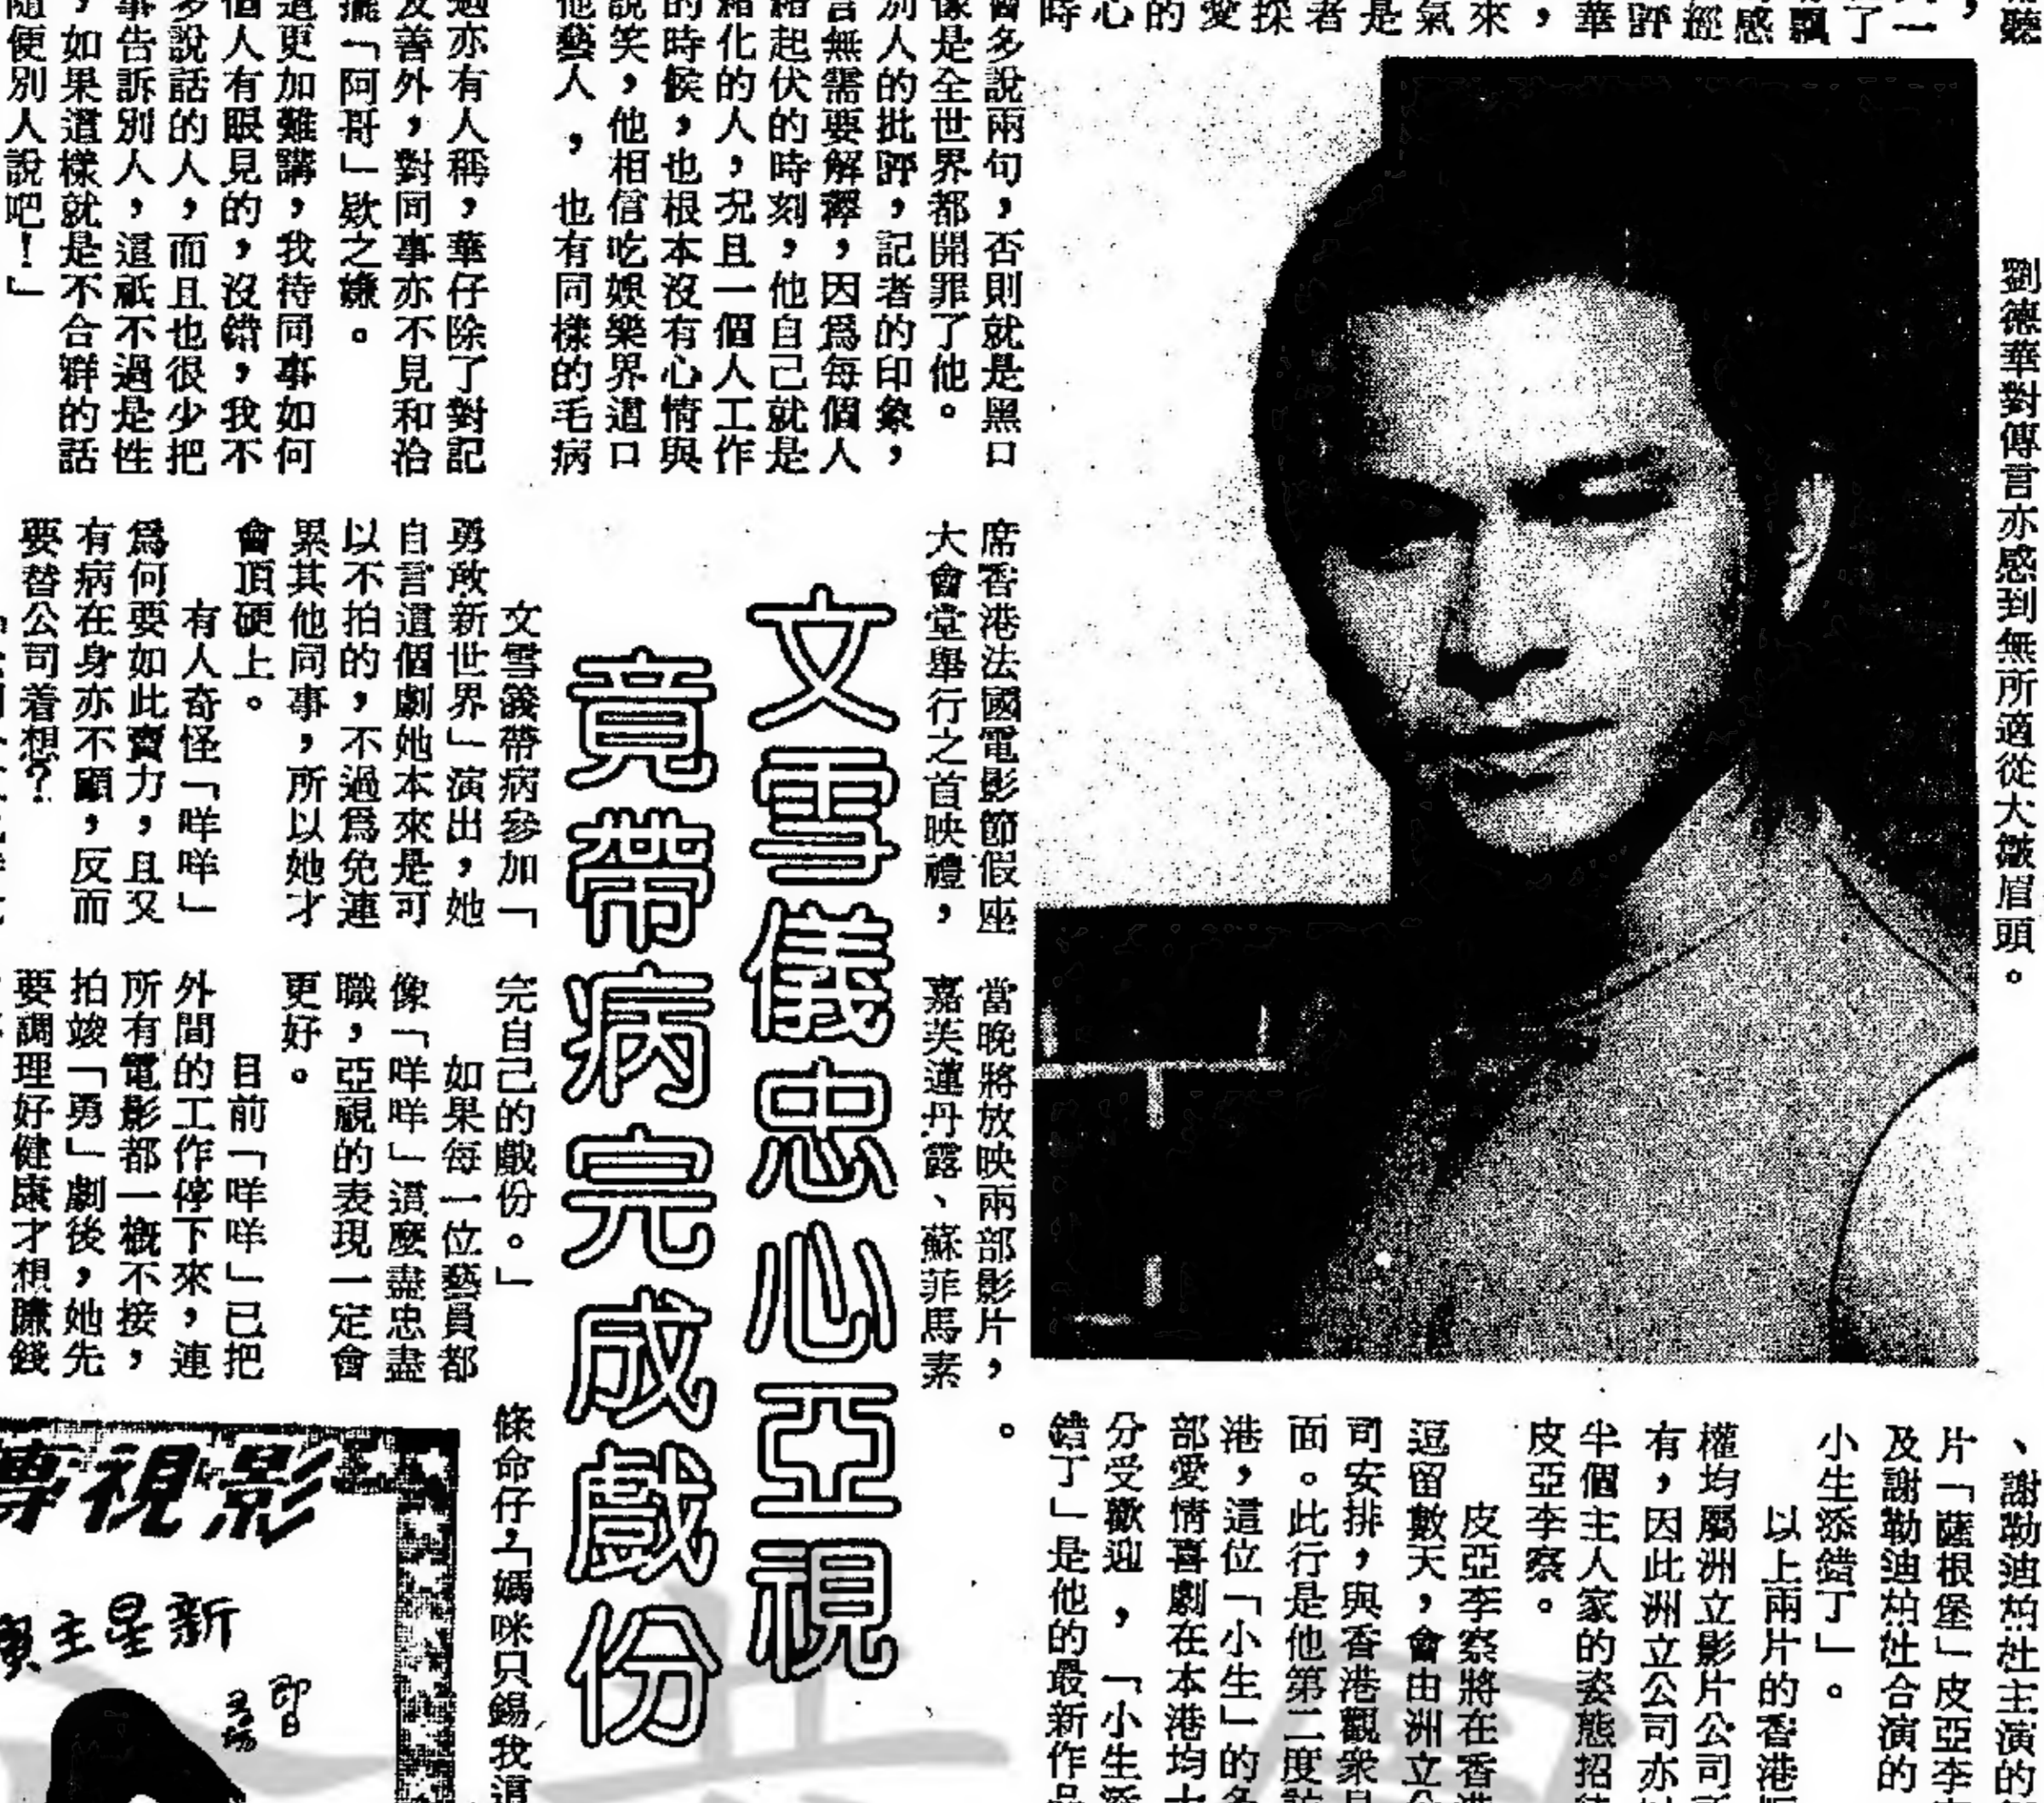 劉德華對傳言亦感到無所適從大皺眉頭。
會多說兩句，否則就是黑口
像是全世界都開罪了他。
別人的批評，記者的印象，
言無需要解釋，因爲每個人
緒起伏的時刻，他自己就是
緒化的人，况且一個人工作
的時候，也根本沒有心情與
說笑，他相信吃娛樂界這口
他藝人，也有同樣的毛病
過亦有人稱，華仔除了對記
及善外，對同事亦不見和洽
擺「阿哥」欵之嫌。
這更加難講，我待同事如何
個人有眼見的，沒錯，我不
多說話的人，而且也很少把
事告訴別人，這祇不過是性
，如果這樣就是不合群的話
隨便別人說吧！」
席香港法國電影節假座
大會堂舉行之首映禮，
當晚將放映兩部影片，
嘉芙蓮丹露、蘇菲馬素
。
、謝勒迪柏杜主演的
片「薩根堡」皮亞李
及謝勒迪柏杜合演的
小生添錯丁」。
以上兩片的香港版
權均屬洲立影片公司所
有，因此洲立公司亦以
半個主人家的姿態招待
皮亞李察。
皮亞李察將在香港
逗留數天，會由洲立公
司安排，與香港觀衆見
面。此行是他第二度訪
港，這位「小生」的多
部愛情喜劇在本港均十
分受歡迎，「小生添
錯丁」是他的最新作品
文雪儀忠心亞視
竟帶病完成戲份
文雪儀帶病參加「
勇敢新世界」演出，她
自言這個劇她本來是可
以不拍的，不過爲免連
累其他同事，所以她才
會頂硬上。
有人奇怪「咩咩」
爲何要如此賣力，且又
有病在身亦不顧，反而
要替公司着想？
完自己的戲份。」
如果每一位藝員都
像「咩咩」這麼盡忠盡
職，亞視的表現一定會
更好。
目前「咩咩」已把
外間的工作停下來，連
所有電影都一概不接，
拍竣「勇」劇後，她先
要調理好健康才想賺錢
條命仔，「媽咪只錫我這
影視專
新星主